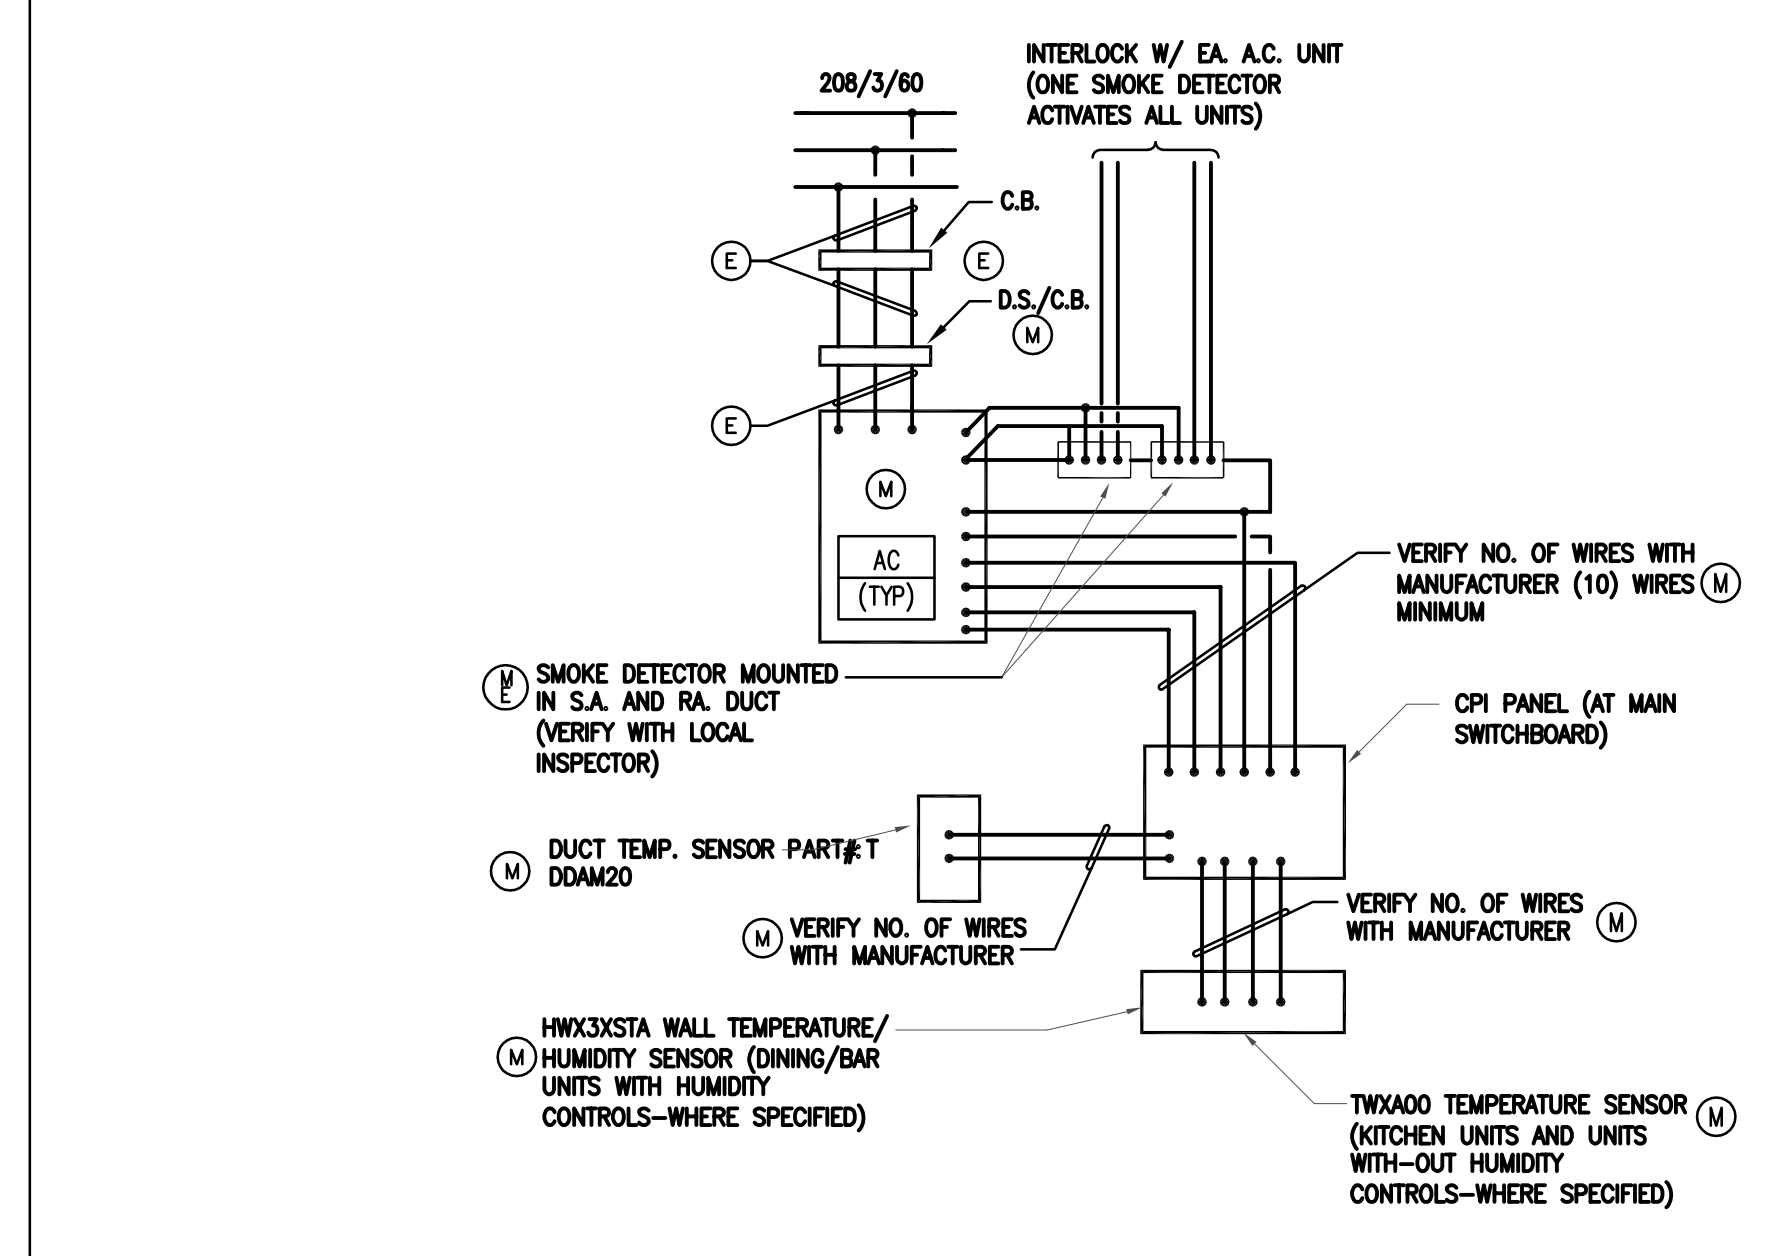 208/3/60
INTERLOCK W/ EA. A.C. UNIT
(ONE SMOKE DETECTOR
ACTIVATES ALL UNITS)
C.B.
E
E
D.S./C.B.
M
E
M
AC
(TYP)
VERIFY NO. OF WIRES WITH
MANUFACTURER (10) WIRES
MINIMUM
M
M
E
SMOKE DETECTOR MOUNTED
IN S.A. AND RA. DUCT
(VERIFY WITH LOCAL
INSPECTOR)
CPI PANEL (AT MAIN
SWITCHBOARD)
M
DUCT TEMP. SENSOR PART#: T
DDAM20
M
VERIFY NO. OF WIRES
WITH MANUFACTURER
VERIFY NO. OF WIRES
WITH MANUFACTURER
M
M
HWX3XSTA WALL TEMPERATURE/
HUMIDITY SENSOR (DINING/BAR
UNITS WITH HUMIDITY
CONTROLS-WHERE SPECIFIED)
TWXA00 TEMPERATURE SENSOR
(KITCHEN UNITS AND UNITS
WITH-OUT HUMIDITY
CONTROLS-WHERE SPECIFIED)
M